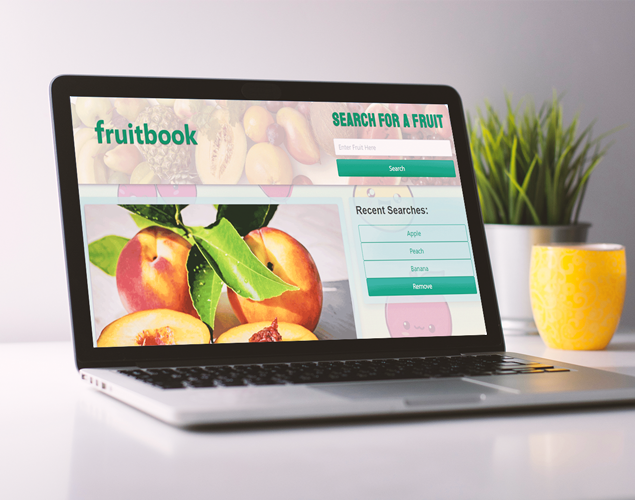 fruitbook
SEARCH FOR A FRUIT
Enter Fruit Here
Search
Recent Searches:
Apple
Peach
Banana
Remove